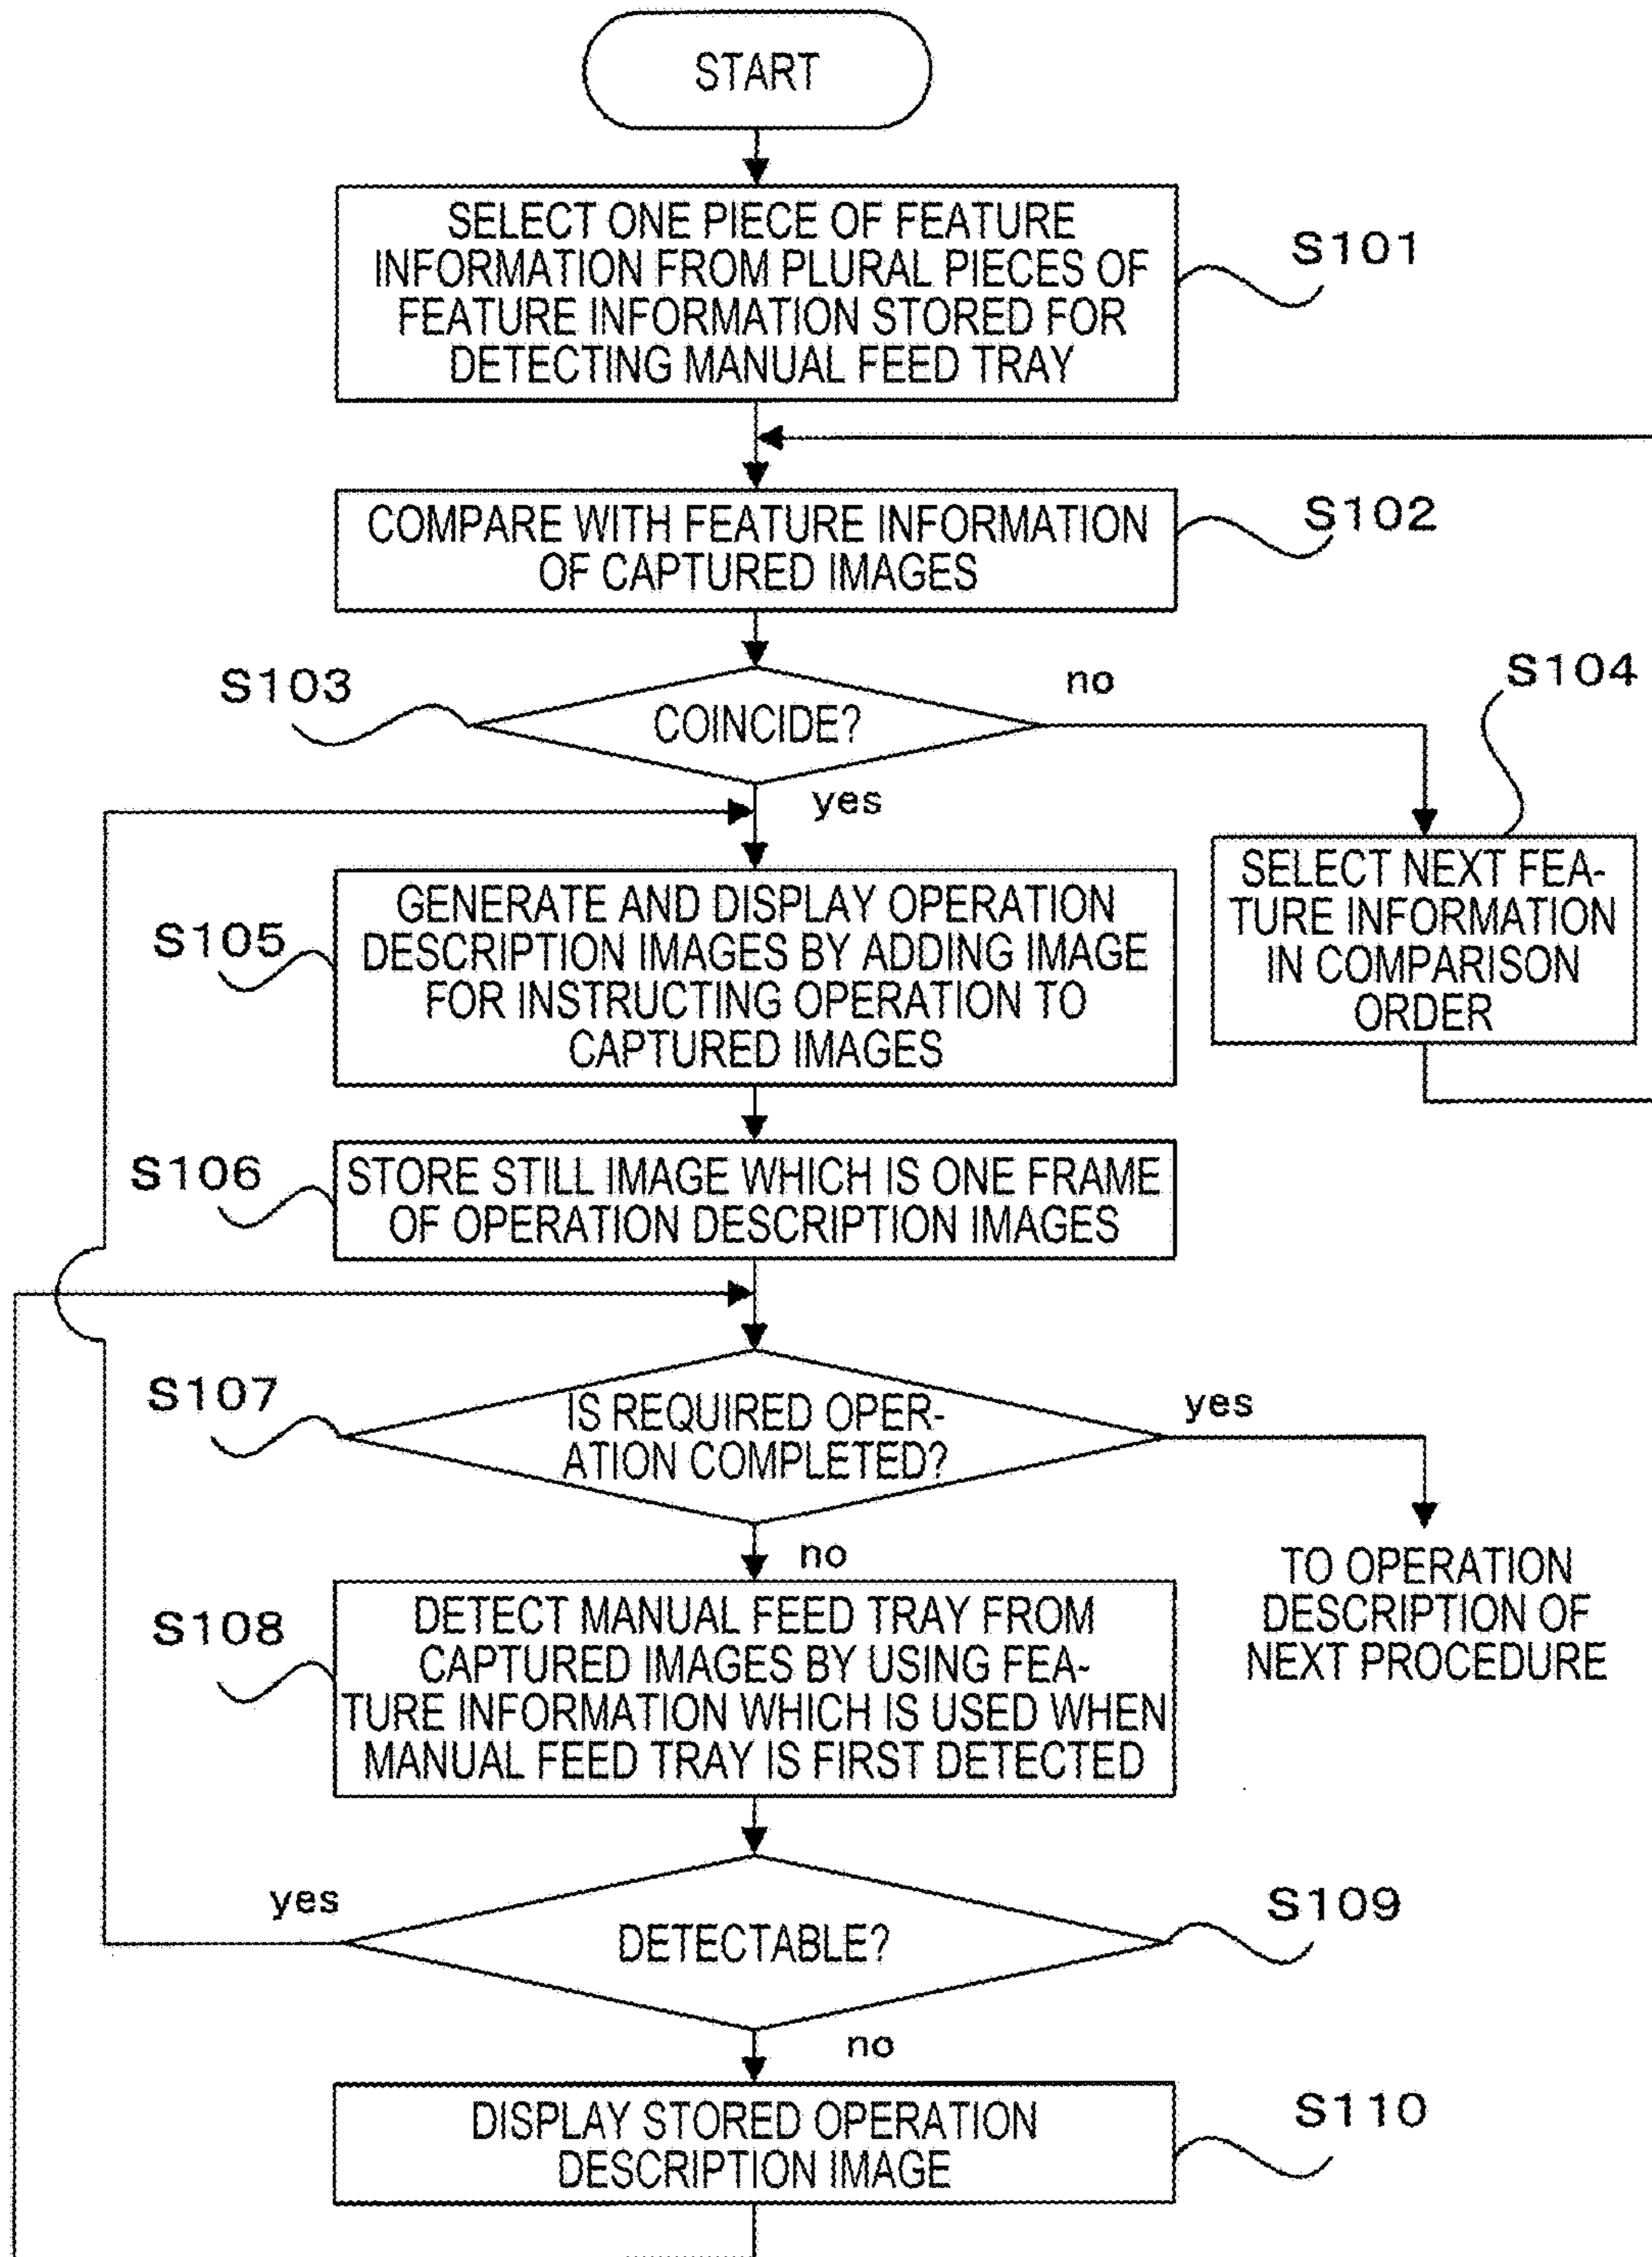 START
SELECT ONE PIECE OF FEATURE
INFORMATION FROM PLURAL PIECES OF
FEATURE INFORMATION STORED FOR
DETECTING MANUAL FEED TRAY
S101
COMPARE WITH FEATURE INFORMATION
OF CAPTURED IMAGES
S102
S103
COINCIDE?
no
yes
S104
SELECT NEXT FEA-
TURE INFORMATION
IN COMPARISON
ORDER
S105
GENERATE AND DISPLAY OPERATION
DESCRIPTION IMAGES BY ADDING IMAGE
FOR INSTRUCTING OPERATION TO
CAPTURED IMAGES
S106
STORE STILL IMAGE WHICH IS ONE FRAME
OF OPERATION DESCRIPTION IMAGES
S107
IS REQUIRED OPER-
ATION COMPLETED?
yes
no
TO OPERATION
DESCRIPTION OF
NEXT PROCEDURE
S108
DETECT MANUAL FEED TRAY FROM
CAPTURED IMAGES BY USING FEA-
TURE INFORMATION WHICH IS USED WHEN
MANUAL FEED TRAY IS FIRST DETECTED
yes
DETECTABLE?
S109
no
DISPLAY STORED OPERATION
DESCRIPTION IMAGE
S110